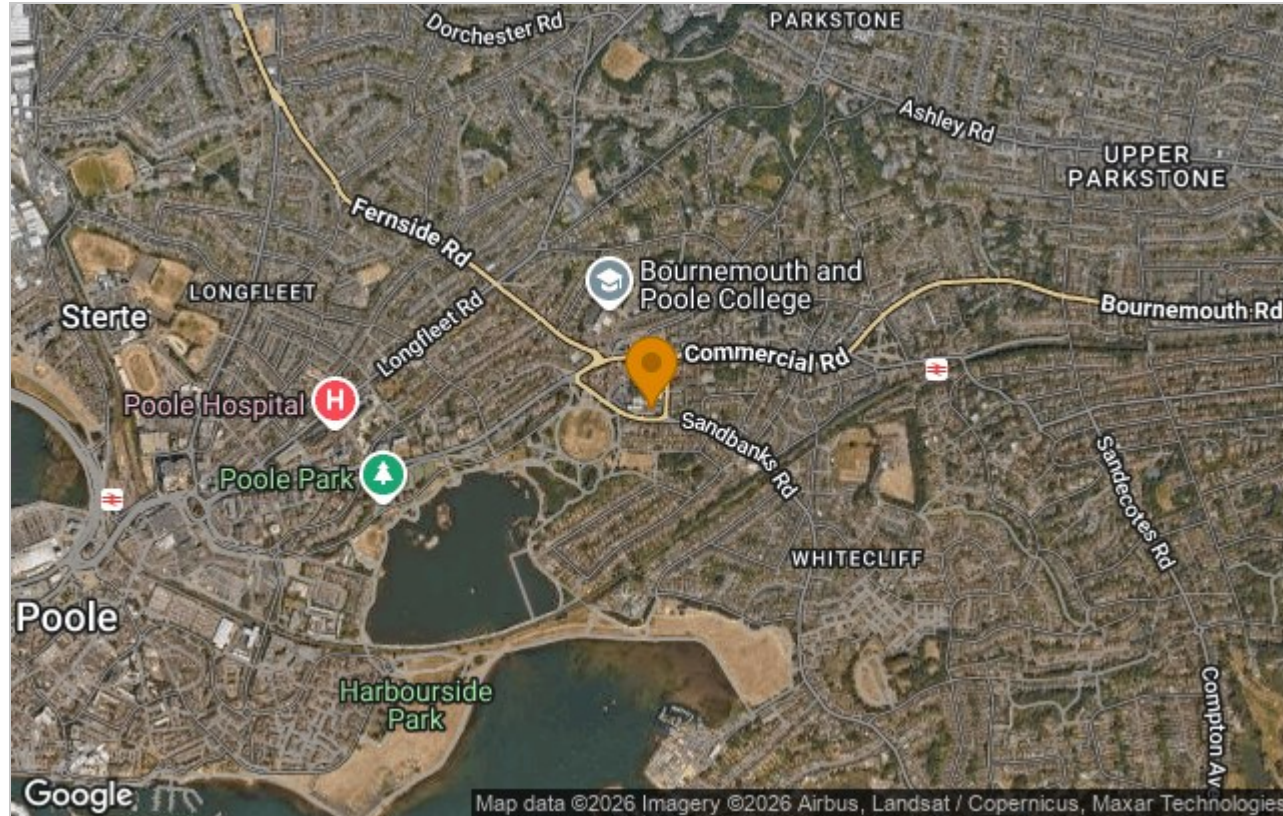 Dorchester Rd
PARKSTONE
Ashley Rd
UPPER
PARKSTONE
Fernside Rd
Bournemouth and
Poole College
LONGFLEET
Sterte
Longfleet Rd
Bournemouth Rd
Commercial Rd
H
Poole Hospital
Sandbanks Rd
Poole Park
Sandecotes Rd
WHITECLIFF
Poole
Harbourside
Park
Compton Ave
Google
Map data ©2026 Imagery ©2026 Airbus, Landsat / Copernicus, Maxar Technologies